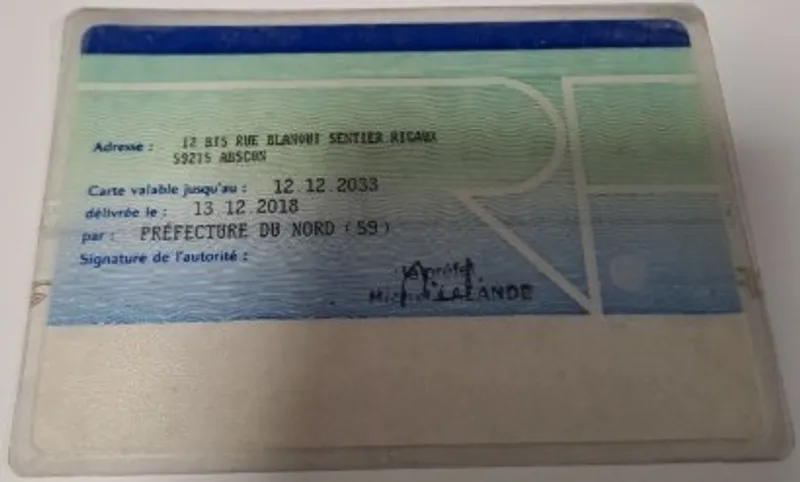 Adresse : 12 BIS RUE BLANQUI SENTIER RIGAUX
59215 ABSCON
Carte valable jusqu'au : 12.12.2033
délivrée le : 13.12.2018
par : PRÉFECTURE DU NORD (59)
Signature de l'autorité :
Le préfet
Michel LALANDE
RF